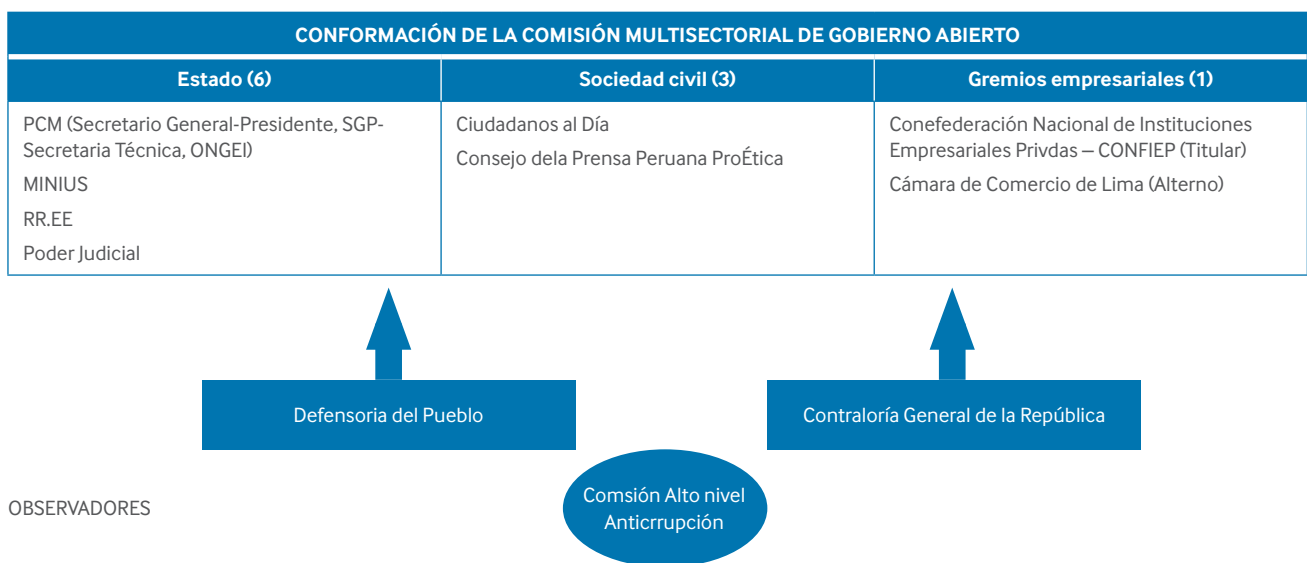 CONFORMACIÓN DE LA COMISIÓN MULTISECTORIAL DE GOBIERNO ABIERTO
Estado (6)
Sociedad civil (3)
Gremios empresariales (1)
PCM (Secretario General-Presidente, SGP-
Secretaria Técnica, ONGEI)
MINIUS
RR.EE
Poder Judicial
Ciudadanos al Día
Consejo dela Prensa Peruana ProÉtica
Conefederación Nacional de Instituciones
Empresariales Privdas – CONFIEP (Titular)
Cámara de Comercio de Lima (Alterno)
Defensoria del Pueblo
Contraloría General de la República
OBSERVADORES
Comsión Alto nivel
Anticrrupción